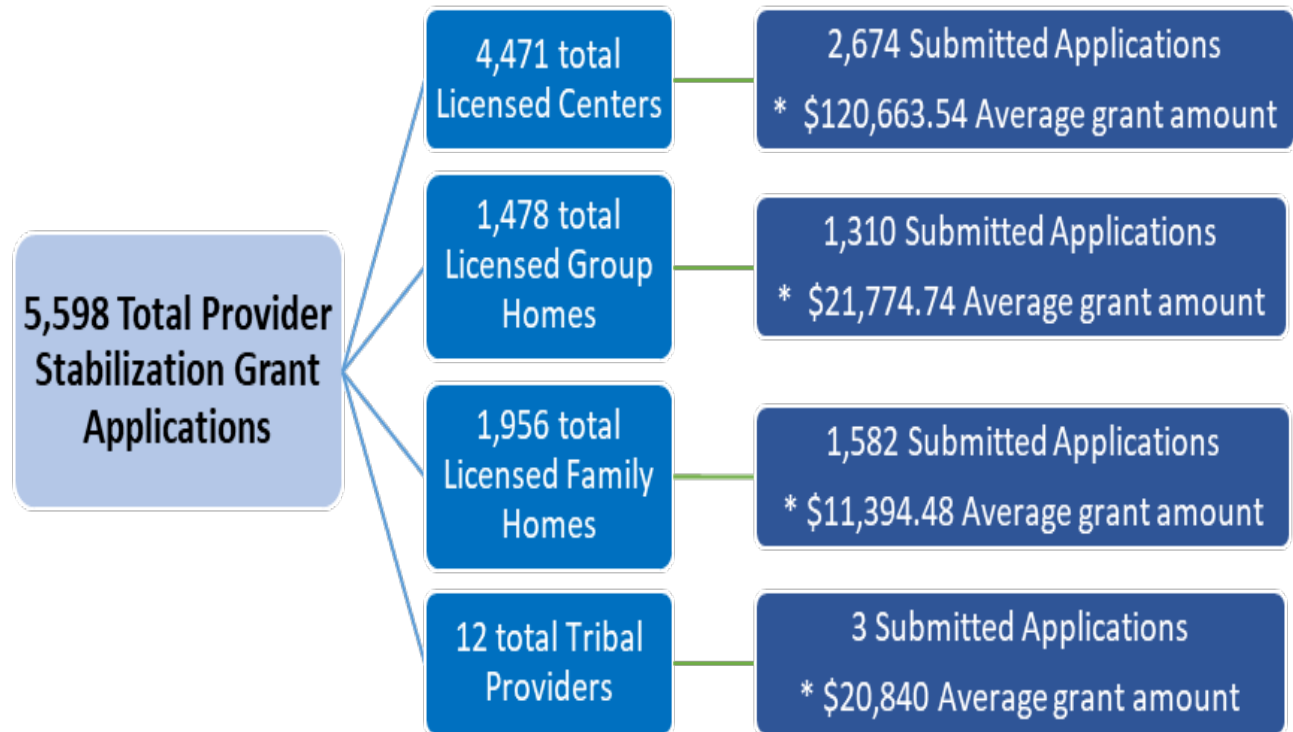 5,598 Total Provider
Stabilization Grant
Applications
4,471 total
Licensed Centers
2,674 Submitted Applications
* $120,663.54 Average grant amount
1,478 total
Licensed Group
Homes
1,310 Submitted Applications
* $21,774.74 Average grant amount
1,956 total
Licensed Family
Homes
1,582 Submitted Applications
* $11,394.48 Average grant amount
12 total Tribal
Providers
3 Submitted Applications
* $20,840 Average grant amount